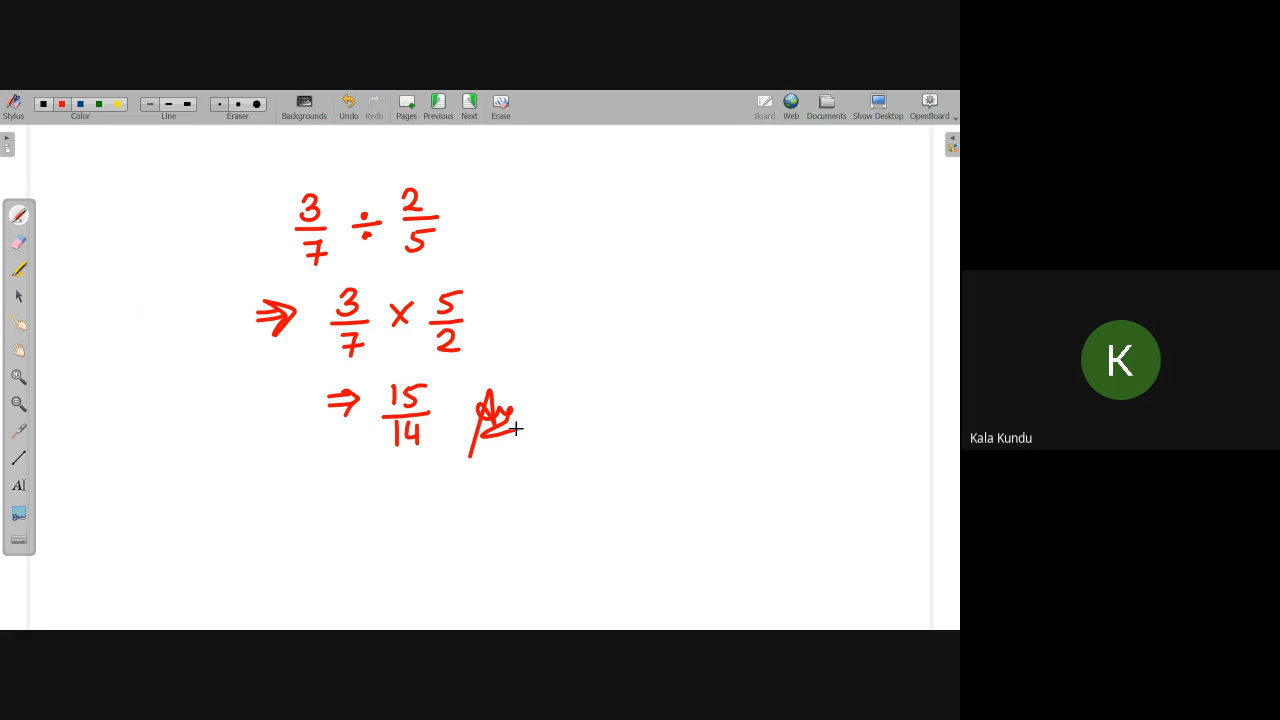 Stylus Color Line Eraser Backgrounds Undo Redo Pages Previous Next Erase Board Web Documents Show Desktop OpenBoard
3/7 ÷ 2/5
⇒ 3/7 × 5/2
⇒ 15/14 Ans
K
Kala Kundu